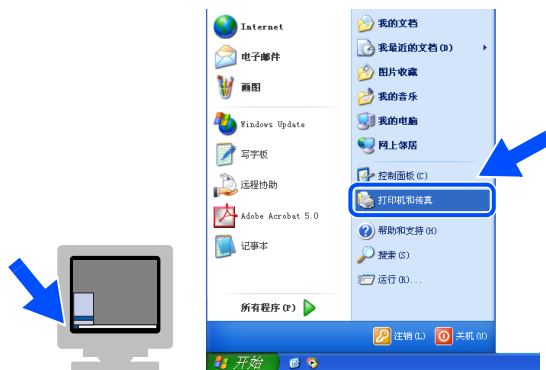 Internet
电子邮件
画图
Windows Update
写字板
远程协助
Adobe Acrobat 5.0
记事本
所有程序(P)
我的文档
我最近的文档(D)
图片收藏
我的音乐
我的电脑
网上邻居
控制面板(C)
打印机和传真
帮助和支持(H)
搜索(S)
运行(R)...
注销(L)
关机(U)
开始